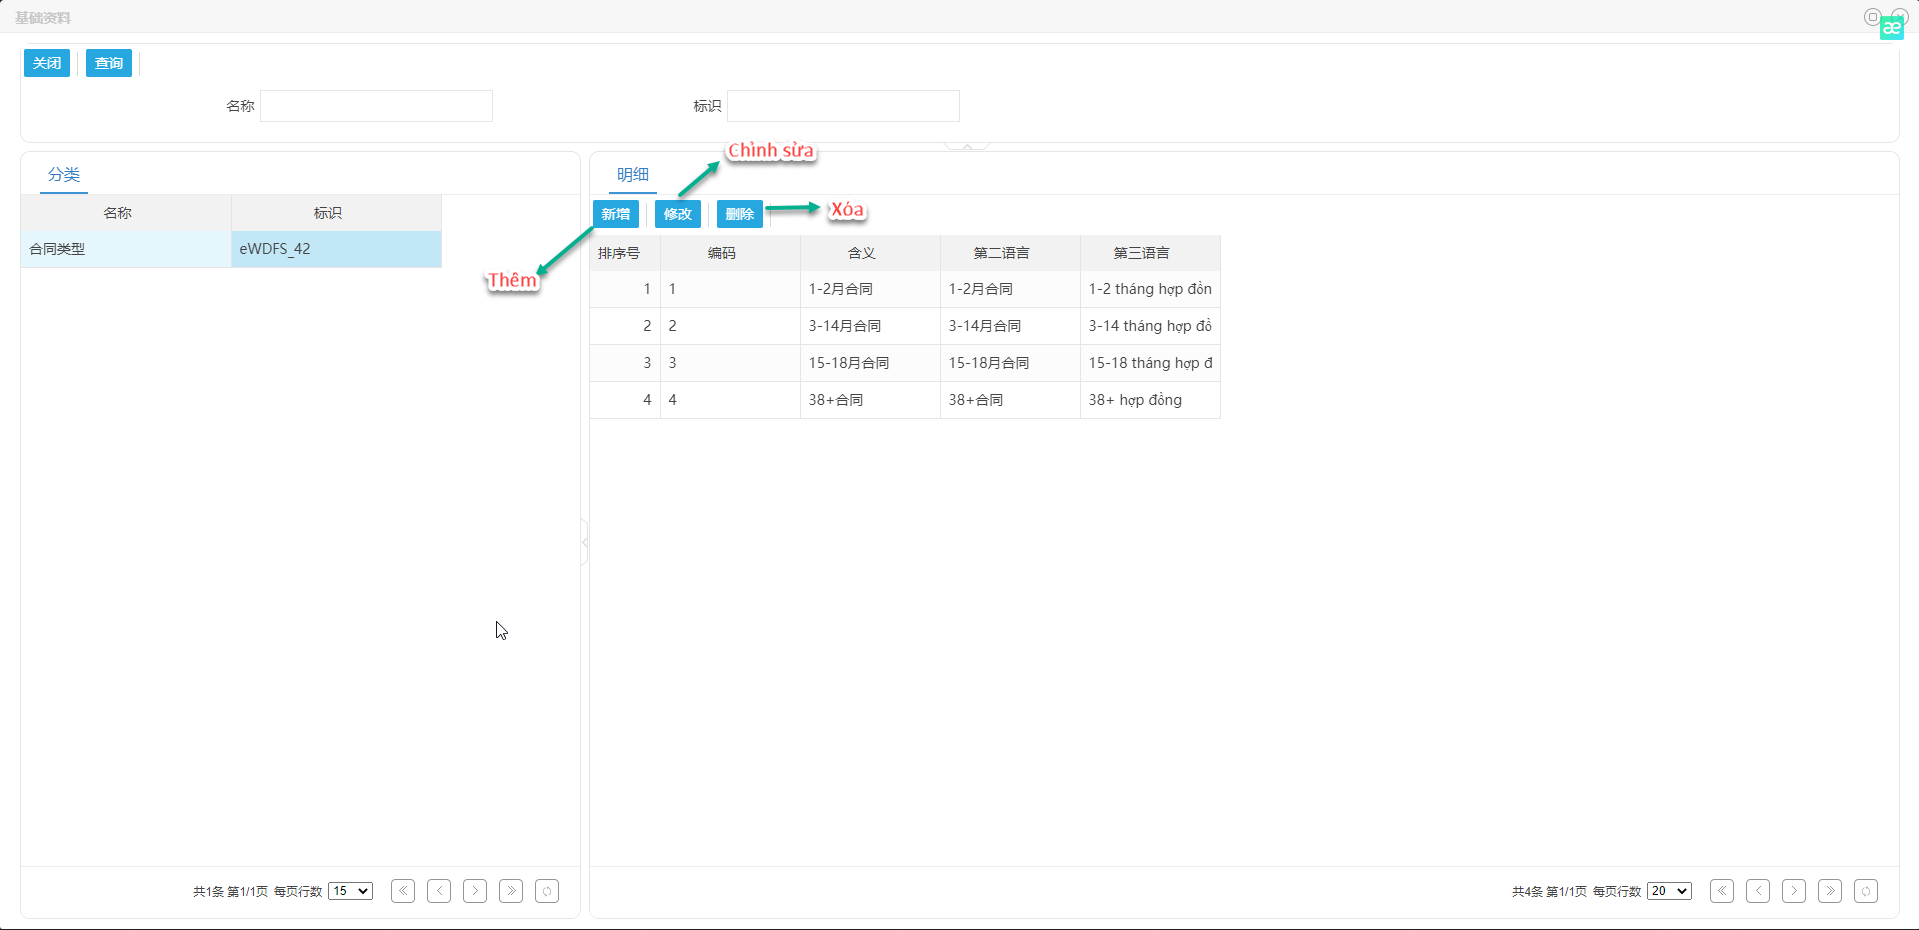 基础资料
æ
关闭 查询
名称 标识
Chỉnh sửa
分类
名称 标识
合同类型 eWDFS_42
明细
新增 修改 删除 Xóa
Thêm
排序号 编码 含义 第二语言 第三语言
1 1 1-2月合同 1-2月合同 1-2 tháng hợp đồn
2 2 3-14月合同 3-14月合同 3-14 tháng hợp đồ
3 3 15-18月合同 15-18月合同 15-18 tháng hợp đ
4 4 38+合同 38+合同 38+ hợp đồng
共1条 第1/1页 每页行数 15
共4条 第1/1页 每页行数 20